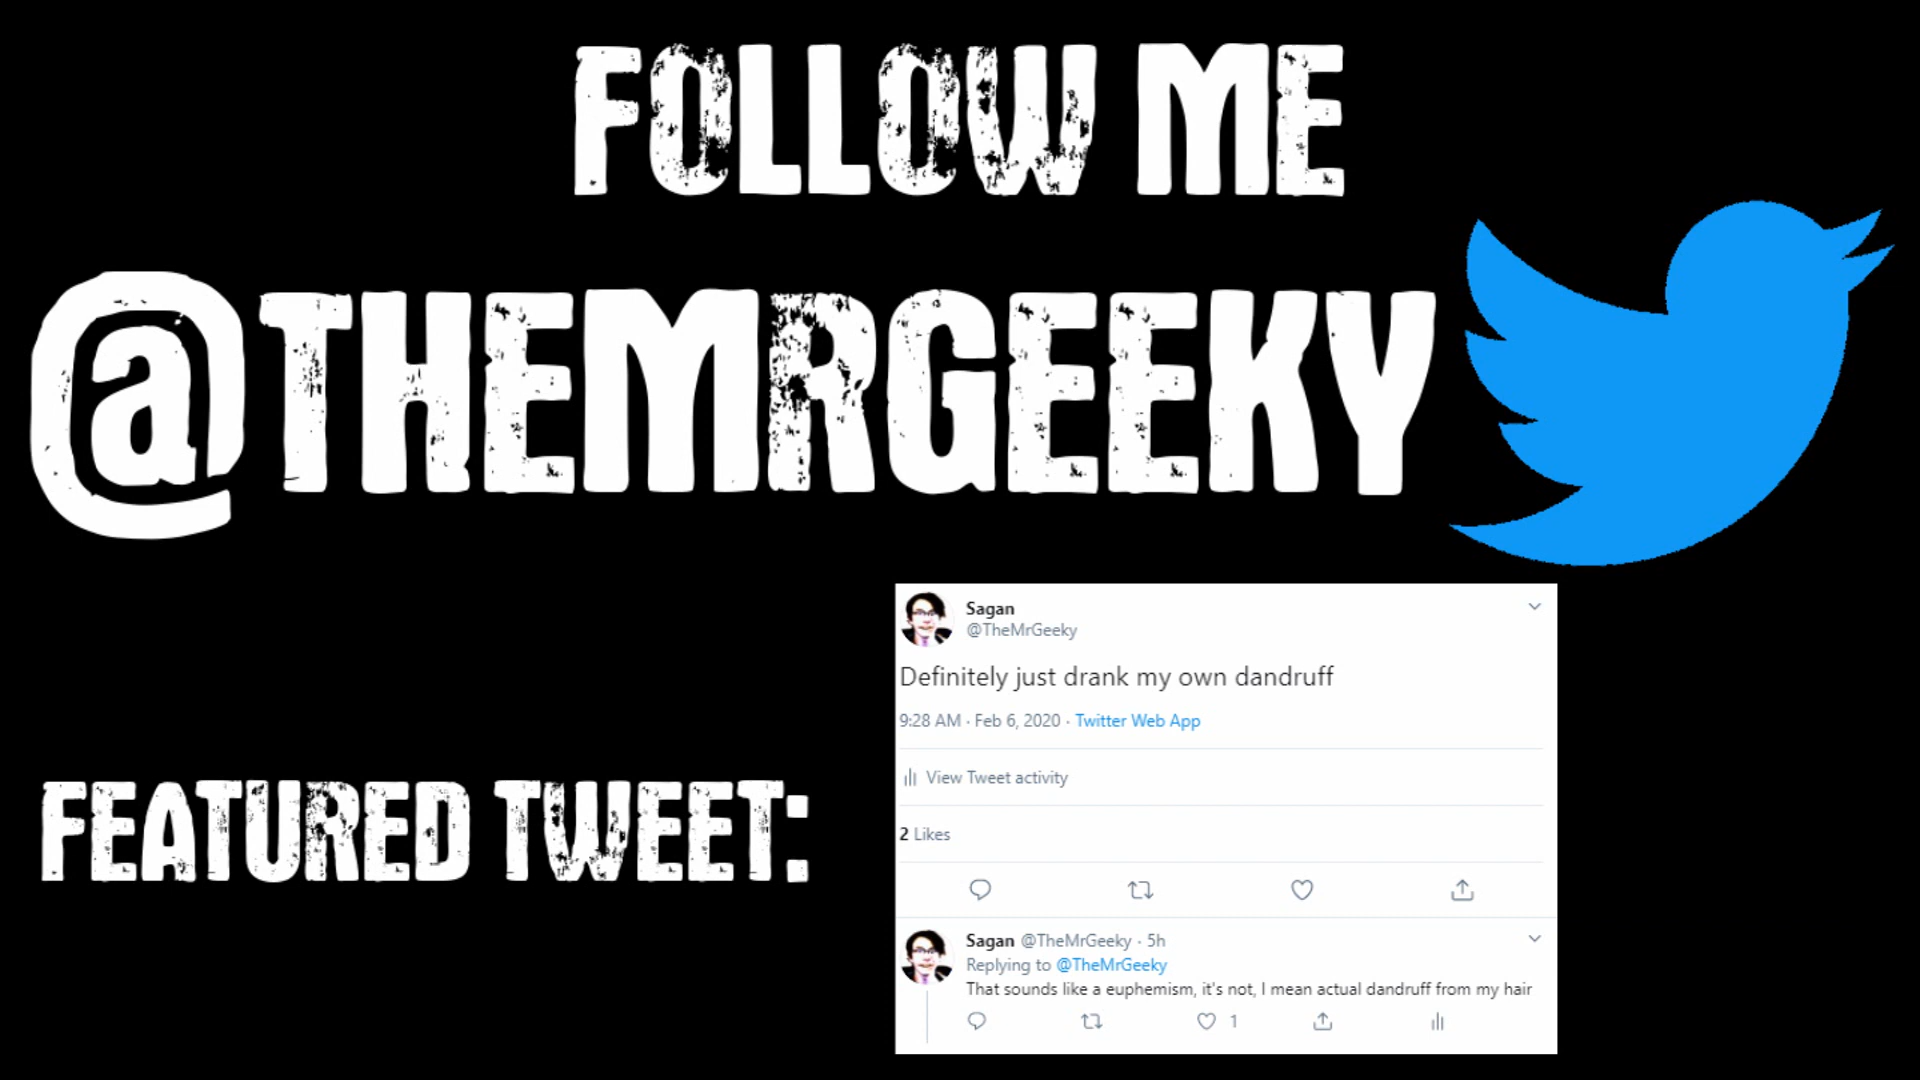 FOLLOW ME
@THEMRGEEKY
FEATURED TWEET:
Sagan
@TheMrGeeky
Definitely just drank my own dandruff
9:28 AM · Feb 6, 2020 · Twitter Web App
View Tweet activity
2 Likes
Sagan @TheMrGeeky · 5h
Replying to @TheMrGeeky
That sounds like a euphemism, it's not, I mean actual dandruff from my hair
1